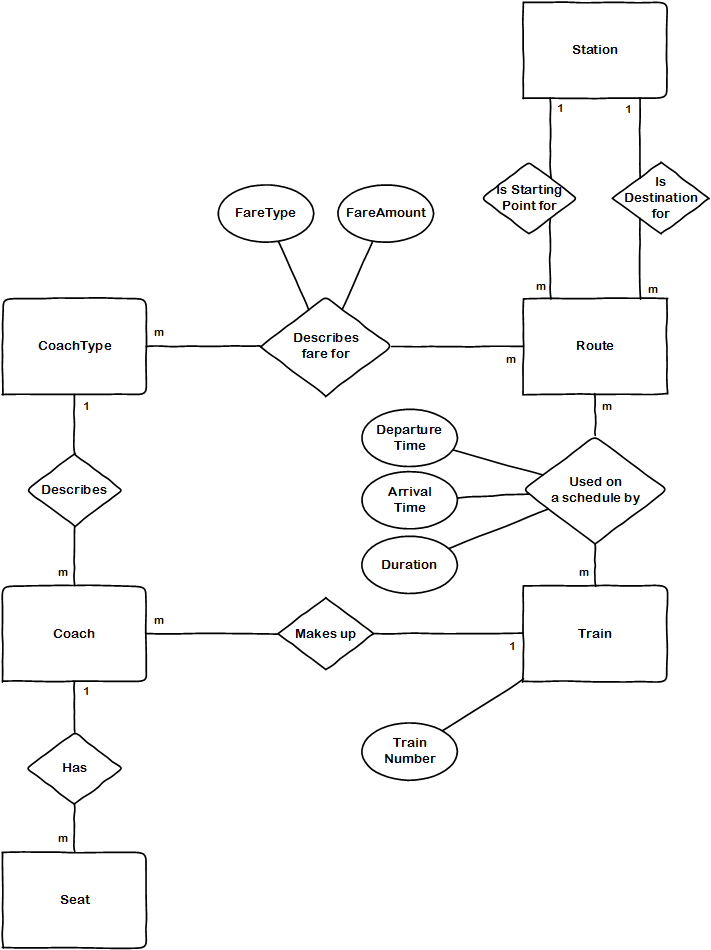 Station
1
1
Is Starting
Point for
Is
Destination
for
FareType
FareAmount
m
m
CoachType
m
Describes
fare for
m
Route
1
m
Departure
Time
Describes
Arrival
Time
Used on
a schedule by
Duration
m
m
Coach
m
Makes up
1
Train
1
Train
Number
Has
m
Seat